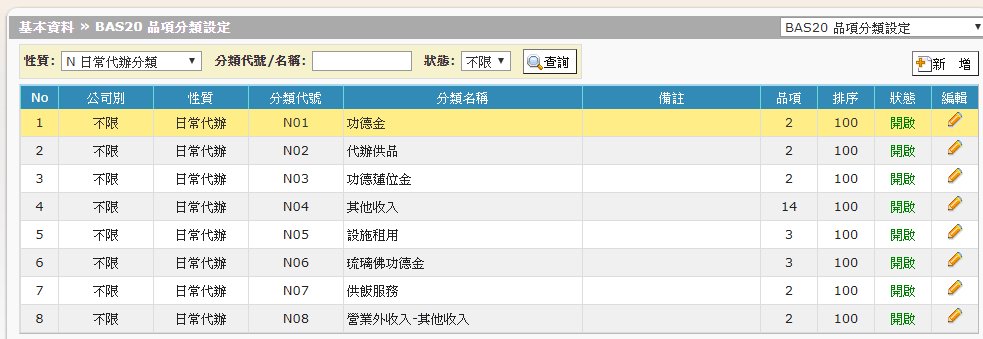 基本資料 » BAS20 品項分類設定 BAS20 品項分類設定
性質: N 日常代辦分類 分類代號/名稱: 狀態: 不限 查詢 新 增
No 公司別 性質 分類代號 分類名稱 備註 品項 排序 狀態 編輯
1 不限 日常代辦 N01 功德金 2 100 開啟
2 不限 日常代辦 N02 代辦供品 2 100 開啟
3 不限 日常代辦 N03 功德蓮位金 2 100 開啟
4 不限 日常代辦 N04 其他收入 14 100 開啟
5 不限 日常代辦 N05 設施租用 3 100 開啟
6 不限 日常代辦 N06 琉璃佛功德金 3 100 開啟
7 不限 日常代辦 N07 供飯服務 2 100 開啟
8 不限 日常代辦 N08 營業外收入-其他收入 2 100 開啟